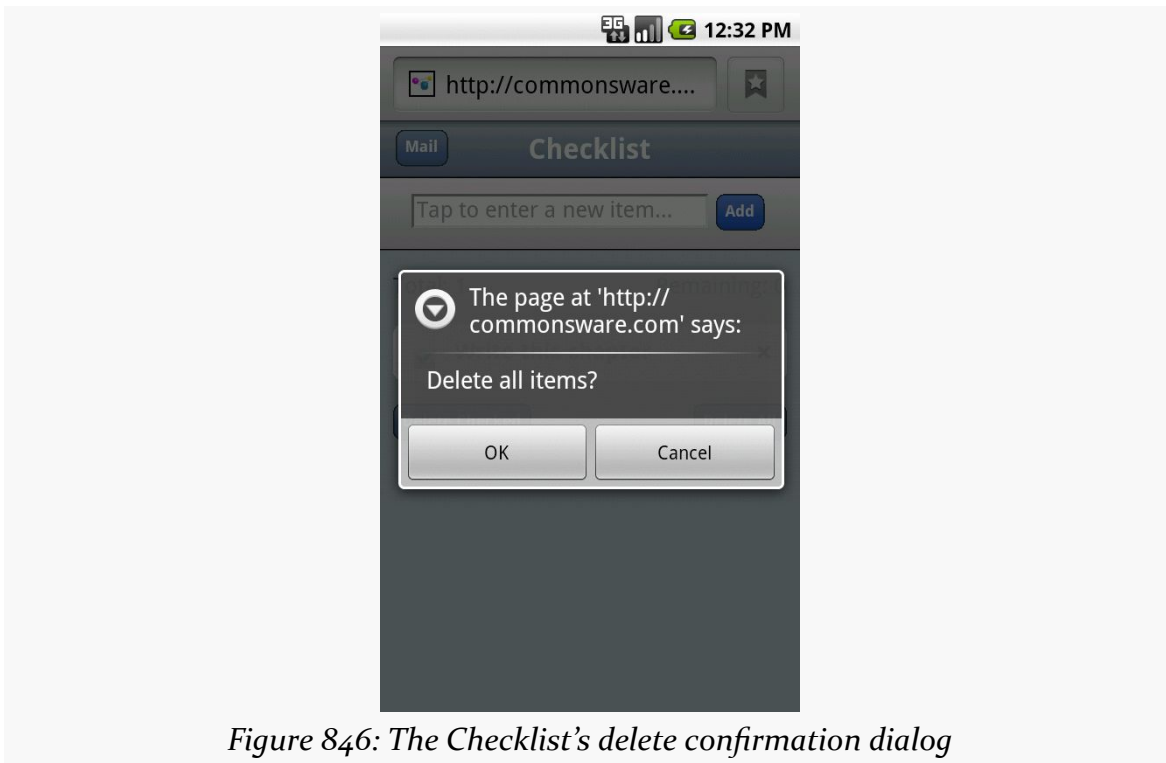 3G 12:32 PM
http://commonsware....
Mail Checklist
Tap to enter a new item... Add
The page at 'http://
commonsware.com' says:
Delete all items?
OK Cancel
Figure 846: The Checklist's delete confirmation dialog